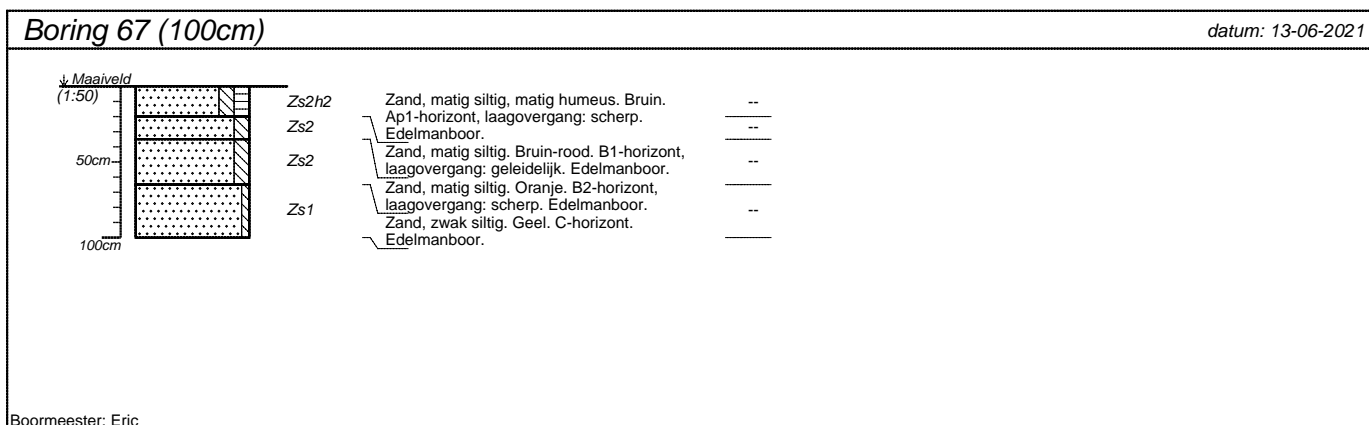 Boring 67 (100cm)
datum: 13-06-2021
Maaiveld
(1:50)
Zs2h2
Zand, matig siltig, matig humeus. Bruin.
Ap1-horizont, laagovergang: scherp.
Edelmanboor.
--
Zs2
--
50cm
Zs2
Zand, matig siltig. Bruin-rood. B1-horizont,
laagovergang: geleidelijk. Edelmanboor.
--
Zand, matig siltig. Oranje. B2-horizont,
laagovergang: scherp. Edelmanboor.
Zs1
--
Zand, zwak siltig. Geel. C-horizont.
Edelmanboor.
100cm
Boormeester: Eric